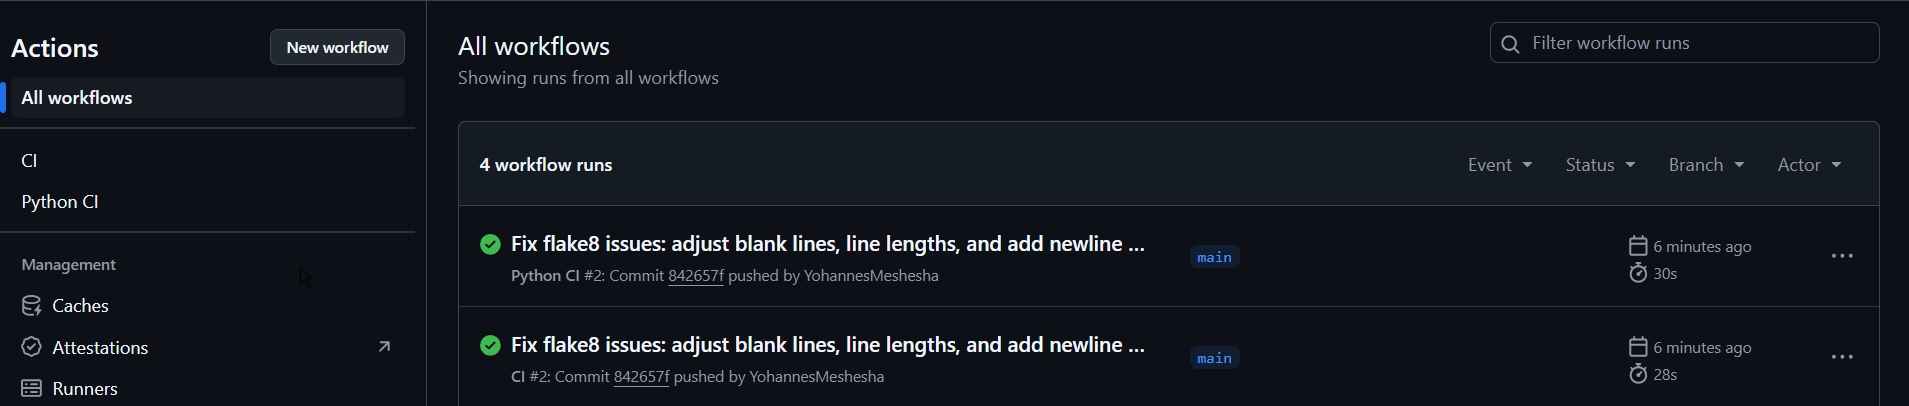 Actions
New workflow
All workflows
CI
Python CI
Management
Caches
Attestations
Runners
All workflows
Showing runs from all workflows
Filter workflow runs
4 workflow runs
Event
Status
Branch
Actor
Fix flake8 issues: adjust blank lines, line lengths, and add newline ...
Python CI #2: Commit 842657f pushed by YohannesMeshesha
main
6 minutes ago
30s
Fix flake8 issues: adjust blank lines, line lengths, and add newline ...
CI #2: Commit 842657f pushed by YohannesMeshesha
main
6 minutes ago
28s